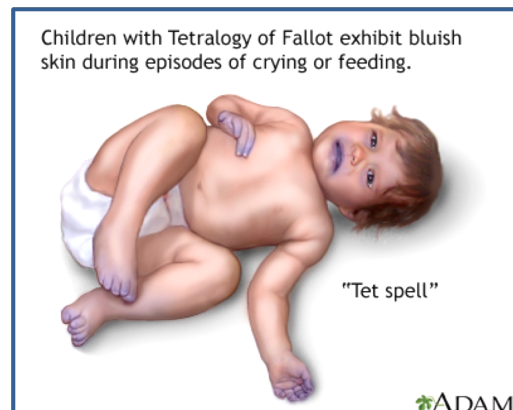 Children with Tetralogy of Fallot exhibit bluish
skin during episodes of crying or feeding.
“Tet spell”
ADAM